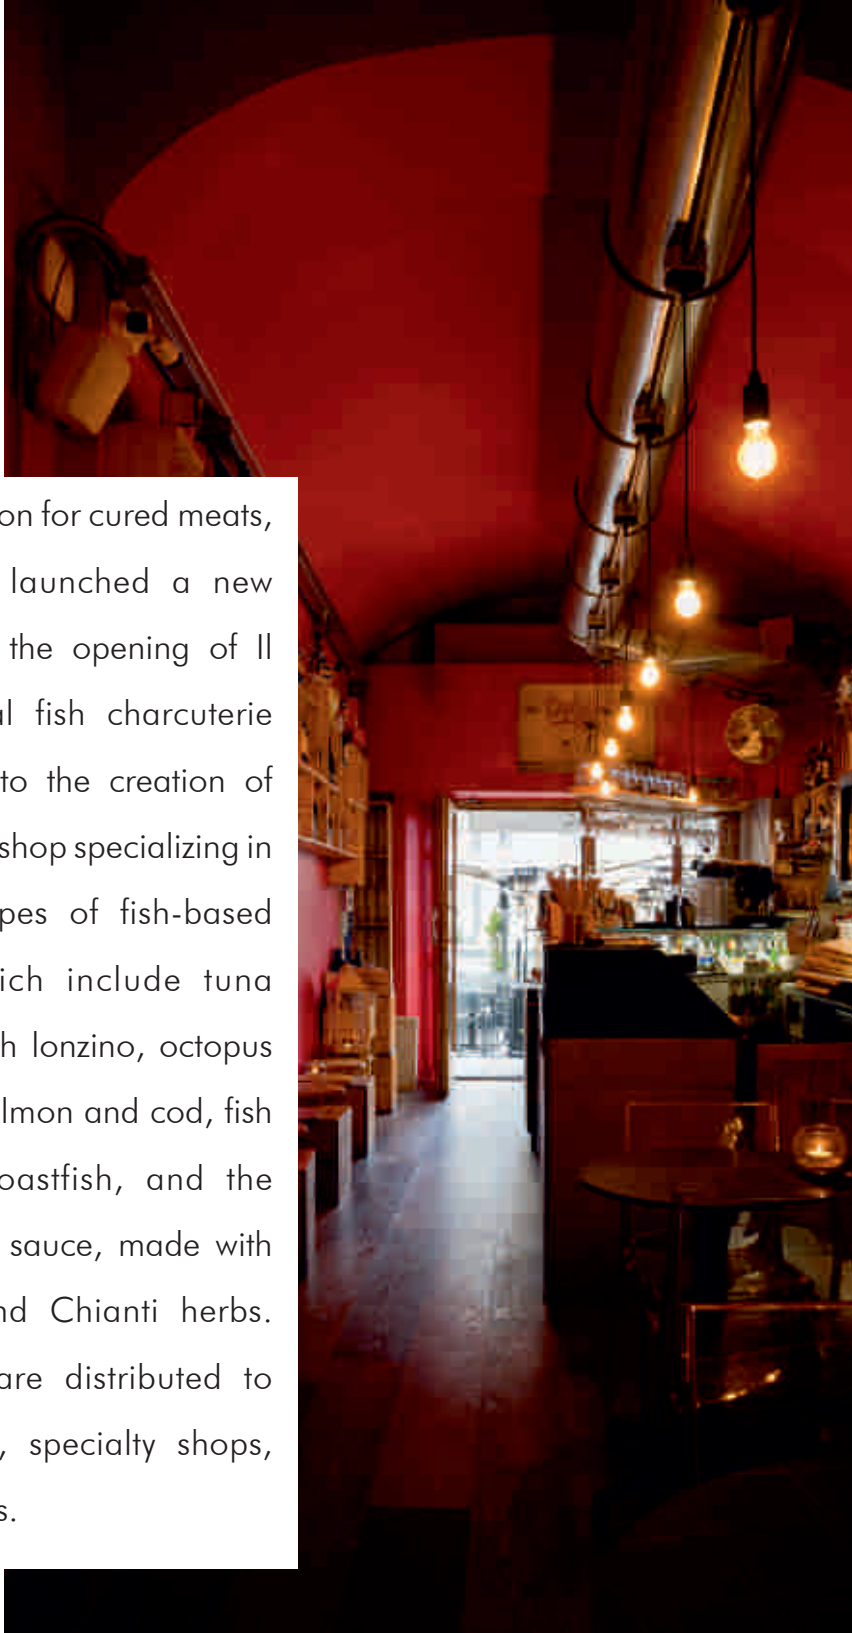 on for cured meats,
launched a new
the opening of Il
al fish charcuterie
to the creation of
shop specializing in
pes of fish-based
ich include tuna
h lonzino, octopus
lmon and cod, fish
oastfish, and the
sauce, made with
nd Chianti herbs.
are distributed to
, specialty shops,
s.